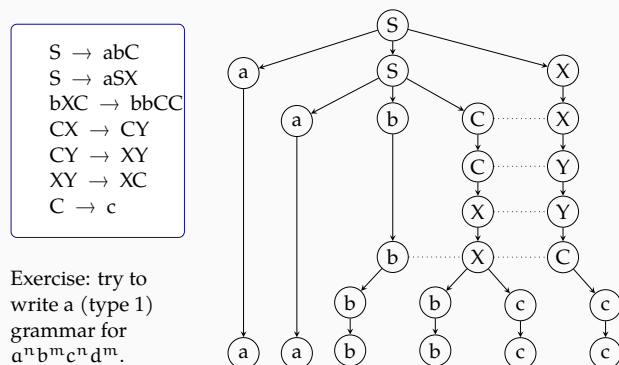 S → abC
S → aSX
bXC → bbCC
CX → CY
CY → XY
XY → XC
C → c
Exercise: try to
write a (type 1)
grammar for
aⁿbᵐcⁿdᵐ.
S
a S X
a b C X
C Y
X Y
b X C
b b c c
a a b b c c